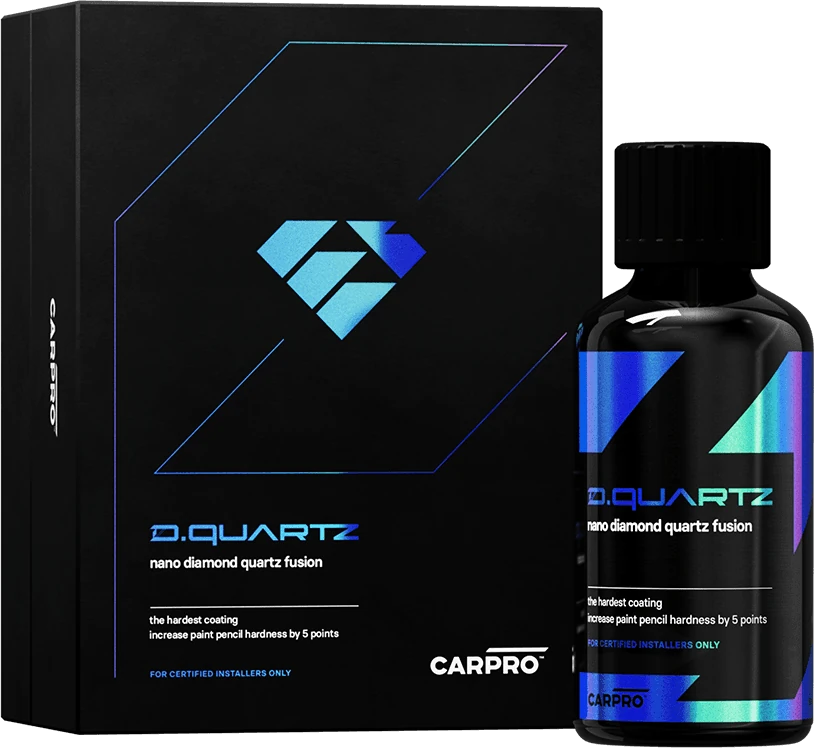 CARPRO
D.QUARTZ
nano diamond quartz fusion
the hardest coating
increase paint pencil hardness by 5 points
FOR CERTIFIED INSTALLERS ONLY
CARPRO™
D.QUARTZ
nano diamond quartz fusion
the hardest coating
increase paint pencil hardness by 5 points
FOR CERTIFIED INSTALLERS ONLY
CARPRO